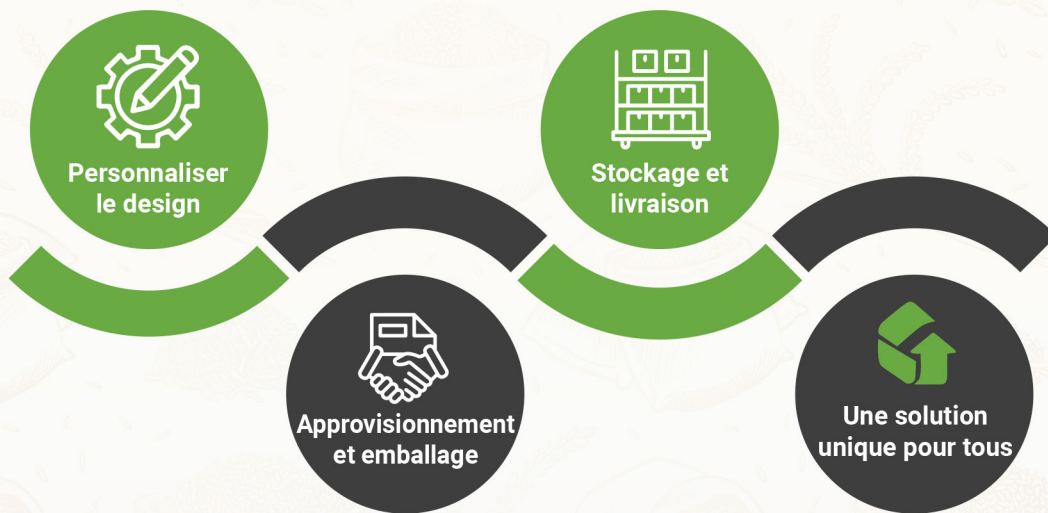 Personnaliser
le design
Approvisionnement
et emballage
Stockage et
livraison
Une solution
unique pour tous